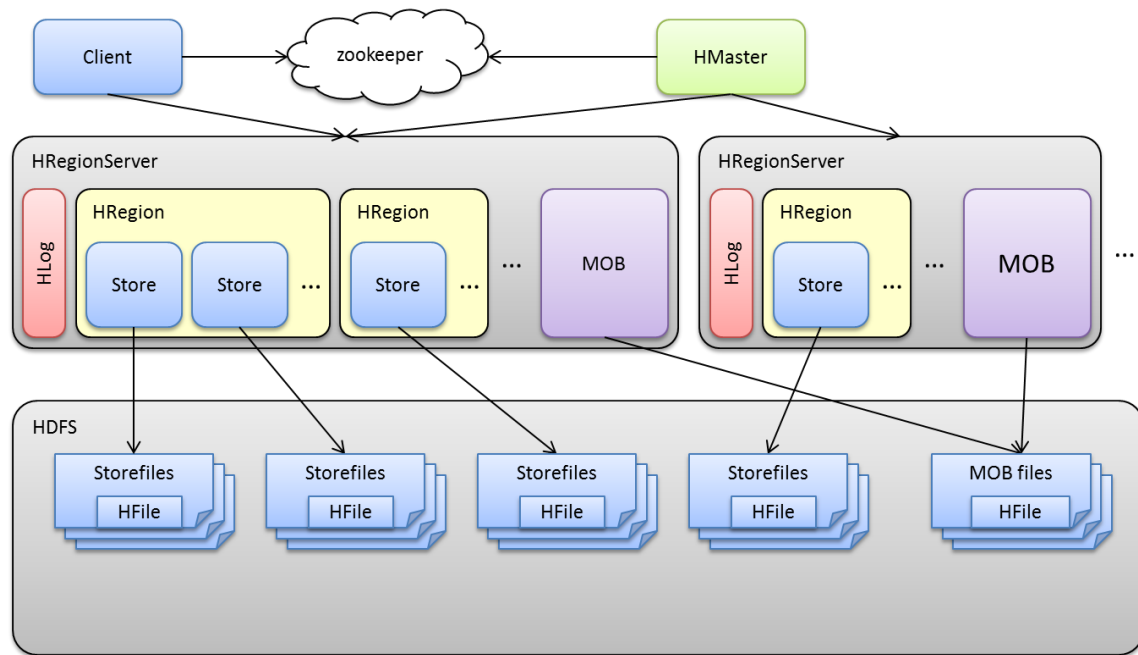 Client
zookeeper
HMaster
HRegionServer
HLog
HRegion
Store
Store
...
HRegion
Store
...
...
MOB
HRegionServer
HLog
HRegion
Store
...
...
MOB
...
HDFS
Storefiles
HFile
Storefiles
HFile
Storefiles
HFile
Storefiles
HFile
MOB files
HFile